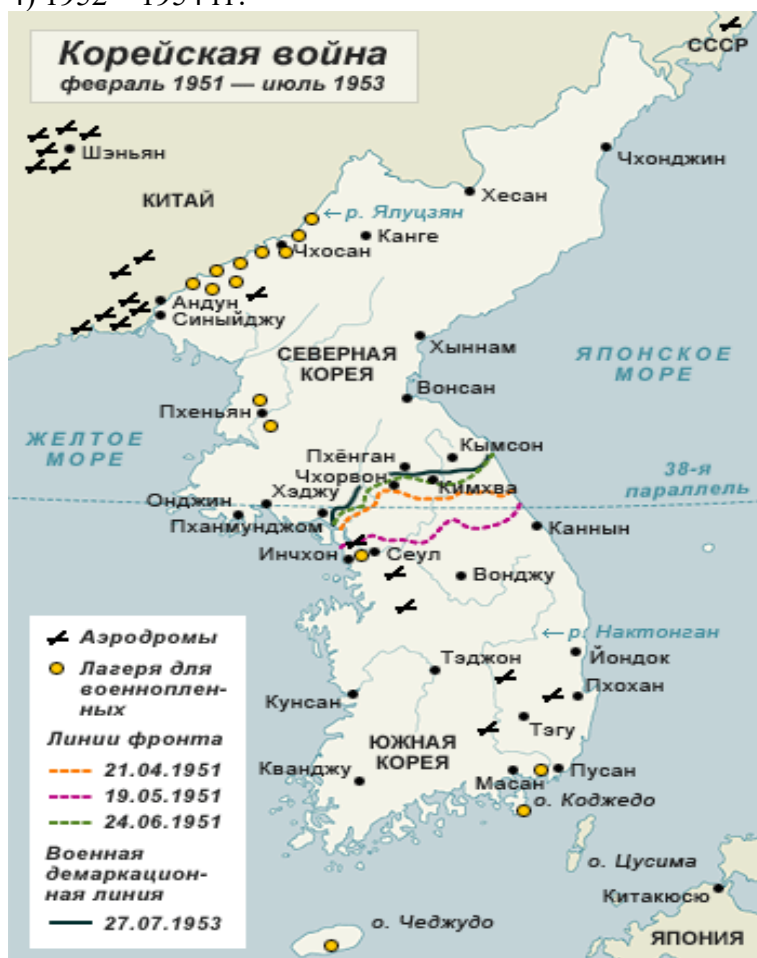 4) 1952 – 1954 гг.
Корейская война
февраль 1951 — июль 1953
СССР
Шэньян
Чхонджин
КИТАЙ
Хесан
← р. Ялуцзян
Канге
Чхосан
Андун
Синыйджу
Хыннам
СЕВЕРНАЯ
КОРЕЯ
ЯПОНСКОЕ
МОРЕ
Вонсан
Пхеньян
ЖЕЛТОЕ
МОРЕ
Пхёнган
Кымсон
Чхорвон
Кимхва
38-я
параллель
Хэджу
Онджин
Пханмунджом
Каннын
Инчхон
Сеул
Вонджу
← р. Нактонган
Тэджон
Йондок
Пхохан
Кунсан
Тэгу
ЮЖНАЯ
КОРЕЯ
Кванджу
Масан
Пусан
о. Коджедо
о. Цусима
Китакюсю
о. Чеджудо
ЯПОНИЯ
Аэродромы
Лагеря для
военноплен-
ных
Линии фронта
21.04.1951
19.05.1951
24.06.1951
Военная
демаркацион-
ная линия
27.07.1953